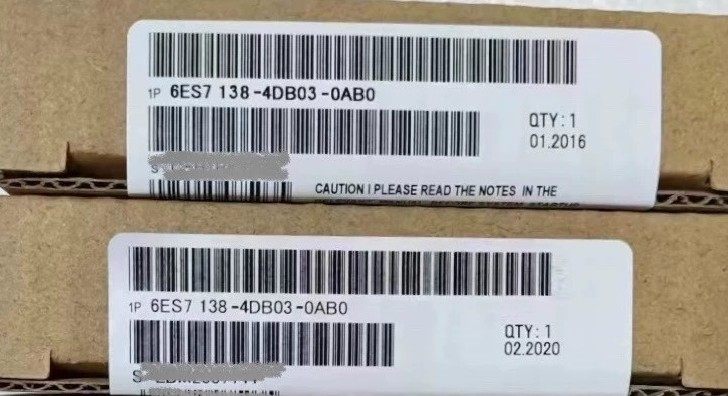 1P 6ES7 138-4DB03-0AB0
QTY: 1
01.2016
S
CAUTION ! PLEASE READ THE NOTES IN THE
1P 6ES7 138-4DB03-0AB0
QTY: 1
02.2020
S